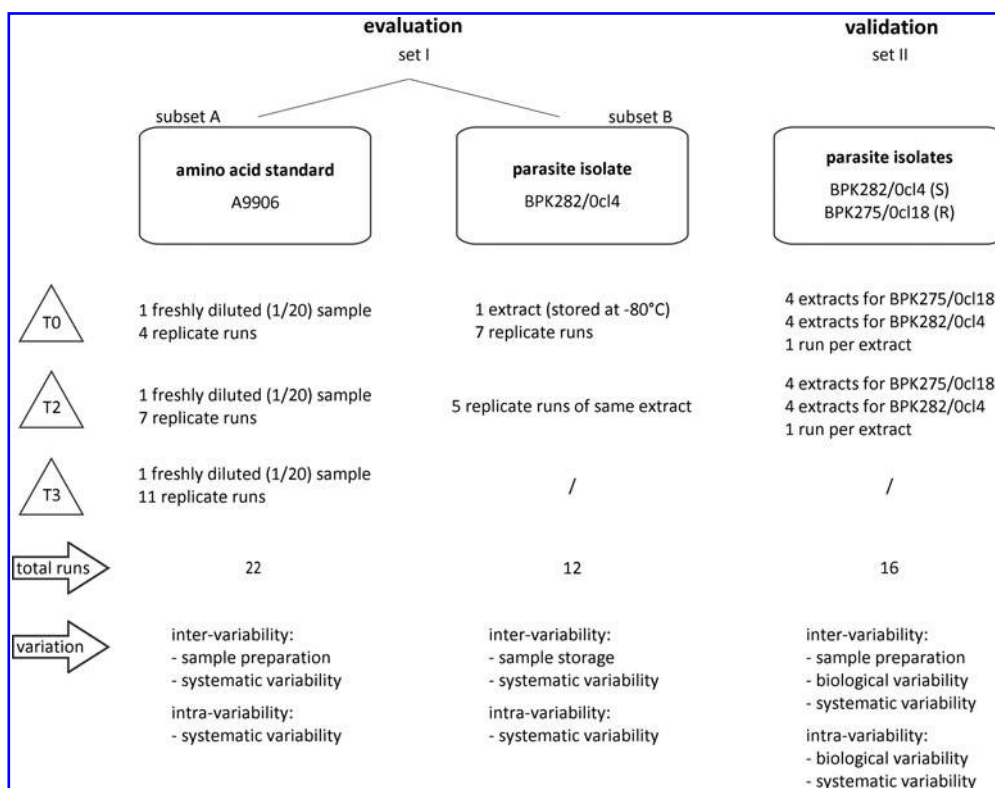 evaluation
set I
validation
set II
subset A
subset B
amino acid standard
A9906
parasite isolate
BPK282/0cl4
parasite isolates
BPK282/0cl4 (S)
BPK275/0cl18 (R)
T0
1 freshly diluted (1/20) sample
4 replicate runs
1 extract (stored at -80°C)
7 replicate runs
4 extracts for BPK275/0cl18
4 extracts for BPK282/0cl4
1 run per extract
T2
1 freshly diluted (1/20) sample
7 replicate runs
5 replicate runs of same extract
4 extracts for BPK275/0cl18
4 extracts for BPK282/0cl4
1 run per extract
T3
1 freshly diluted (1/20) sample
11 replicate runs
/
/
total runs
22
12
16
variation
inter-variability:
- sample preparation
- systematic variability
intra-variability:
- systematic variability
inter-variability:
- sample storage
- systematic variability
intra-variability:
- systematic variability
inter-variability:
- sample preparation
- biological variability
- systematic variability
intra-variability:
- biological variability
- systematic variability